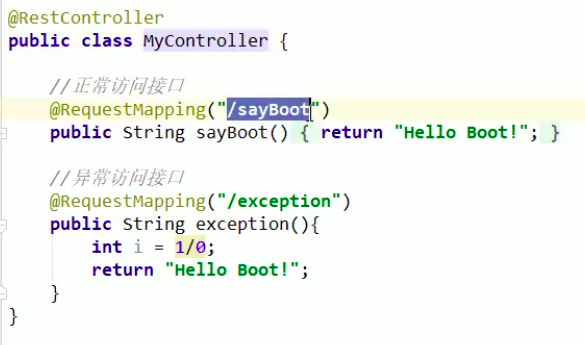 @RestController
public class MyController {
//正常访问接口
@RequestMapping("/sayBoot")
public String sayBoot() { return "Hello Boot!"; }
//异常访问接口
@RequestMapping("/exception")
public String exception(){
int i = 1/0;
return "Hello Boot!";
}
}